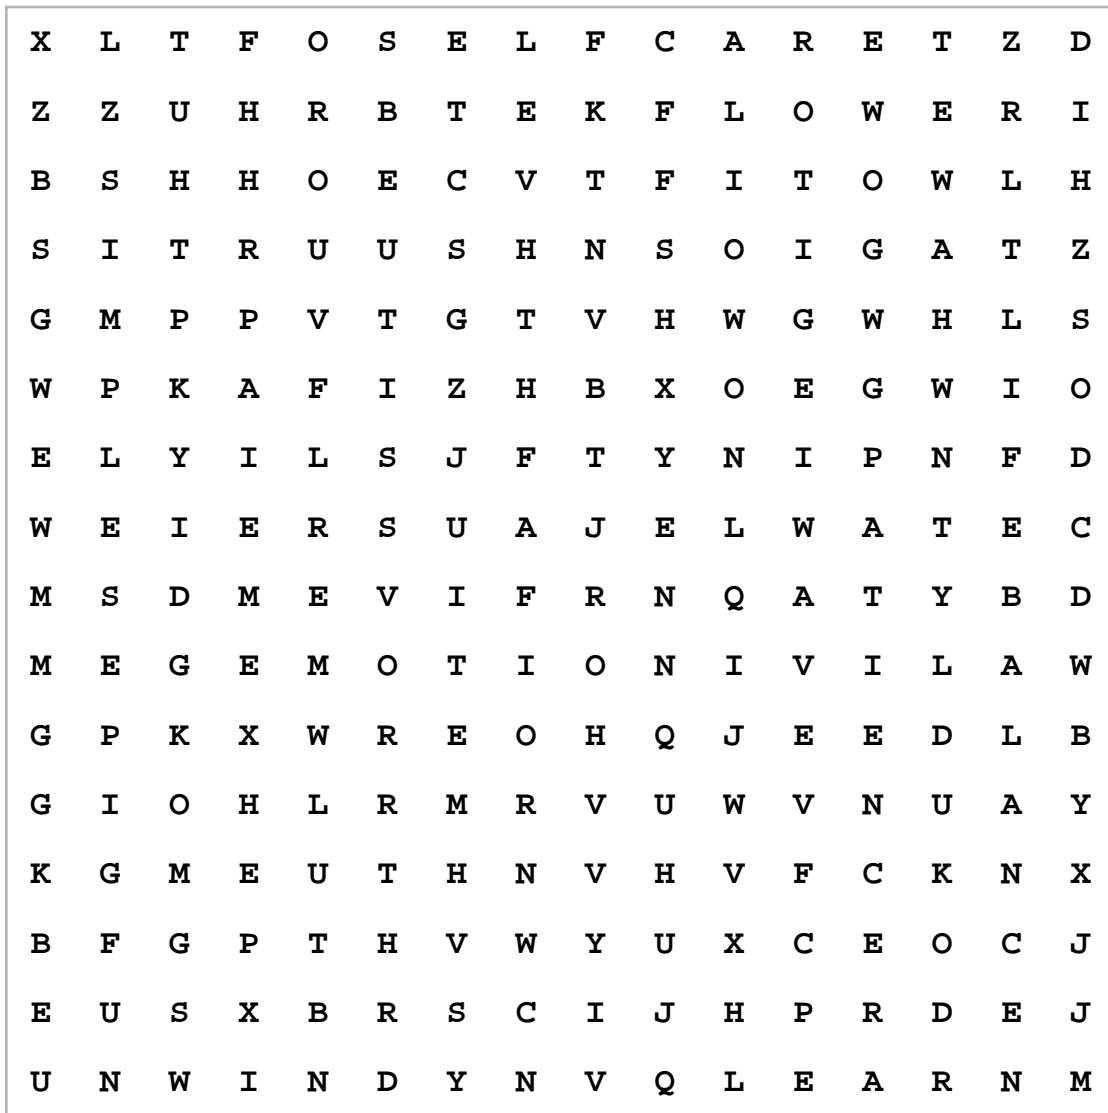 X L T F O S E L F C A R E T Z D
Z Z U H R B T E K F L O W E R I
B S H H O E C V T F I T O W L H
S I T R U U S H N S O I G A T Z
G M P P V T G T V H W G W H L S
W P K A F I Z H B X O E G W I O
E L Y I L S J F T Y N I P N F D
W E I E R S U A J E L W A T E C
M S D M E V I F R N Q A T Y B D
M E G E M O T I O N I V I L A W
G P K X W R E O H Q J E E D L B
G I O H L R M R V U W V N U A Y
K G M E U T H N V H V F C K N X
B F G P T H V W Y U X C E O C J
E U S X B R S C I J H P R D E J
U N W I N D Y N V Q L E A R N M